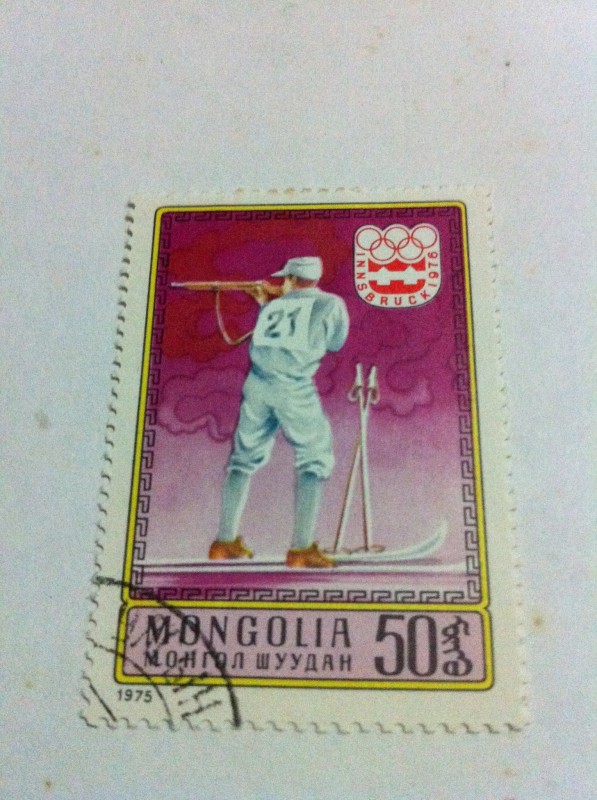 INNSBRUCK 1976
21
MONGOLIA
МОНГОЛ ШУУДАН
50
1975